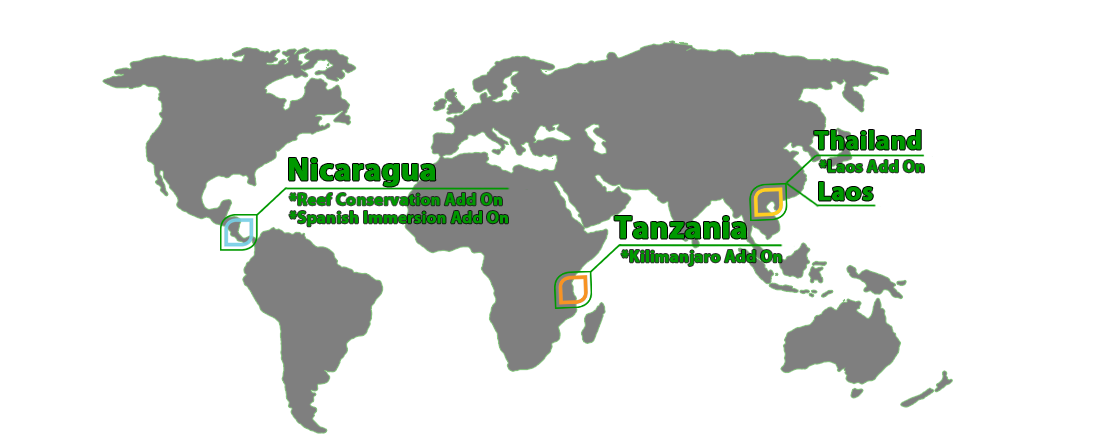 Nicaragua
*Reef Conservation Add On
*Spanish Immersion Add On
Thailand
*Laos Add On
Laos
Tanzania
*Kilimanjaro Add On